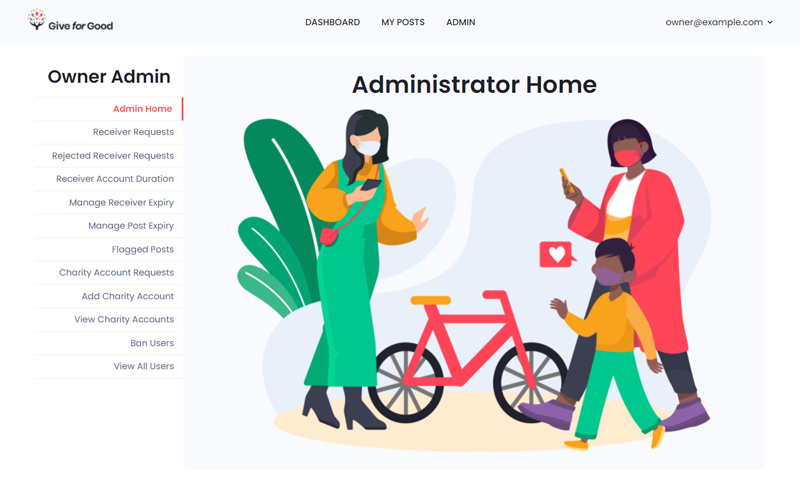 Give for Good
DASHBOARD
MY POSTS
ADMIN
owner@example.com
Owner Admin
Admin Home
Receiver Requests
Rejected Receiver Requests
Receiver Account Duration
Manage Receiver Expiry
Manage Post Expiry
Flagged Posts
Charity Account Requests
Add Charity Account
View Charity Accounts
Ban Users
View All Users
Administrator Home